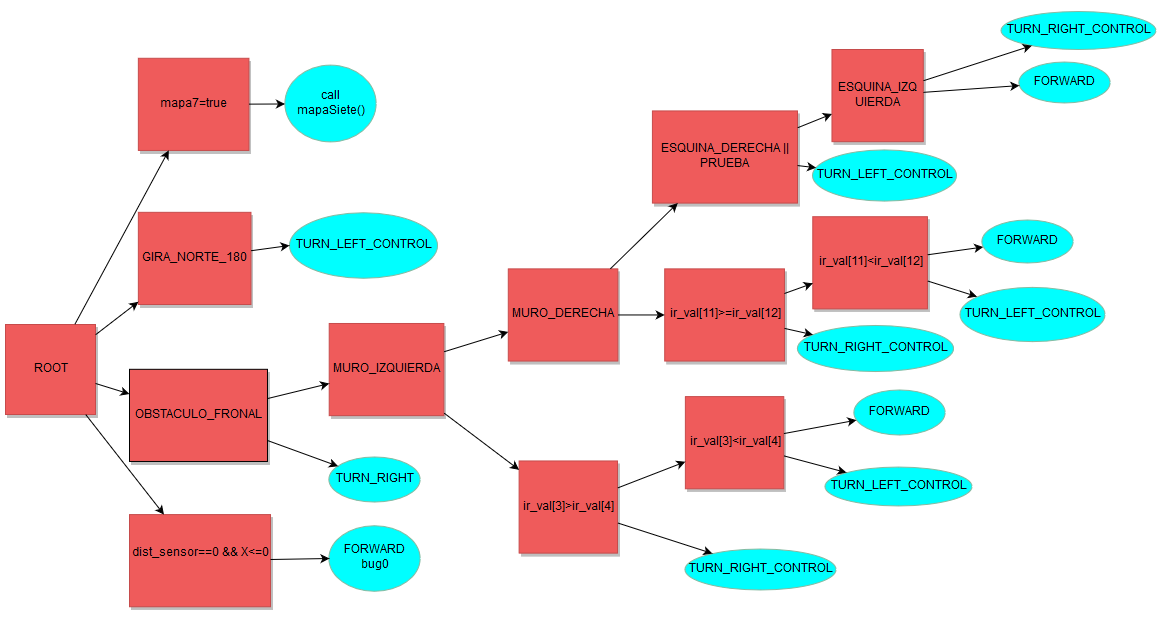 TURN_RIGHT_CONTROL
FORWARD
ESQUINA_IZQ
UIERDA
mapa7=true
call
mapaSiete()
ESQUINA_DERECHA ||
PRUEBA
TURN_LEFT_CONTROL
GIRA_NORTE_180
TURN_LEFT_CONTROL
FORWARD
ir_val[11]<ir_val[12]
MURO_DERECHA
ir_val[11]>=ir_val[12]
TURN_LEFT_CONTROL
TURN_RIGHT_CONTROL
ROOT
MURO_IZQUIERDA
OBSTACULO_FRONAL
FORWARD
ir_val[3]<ir_val[4]
TURN_RIGHT
TURN_LEFT_CONTROL
ir_val[3]>ir_val[4]
dist_sensor==0 && X<=0
FORWARD
bug0
TURN_RIGHT_CONTROL